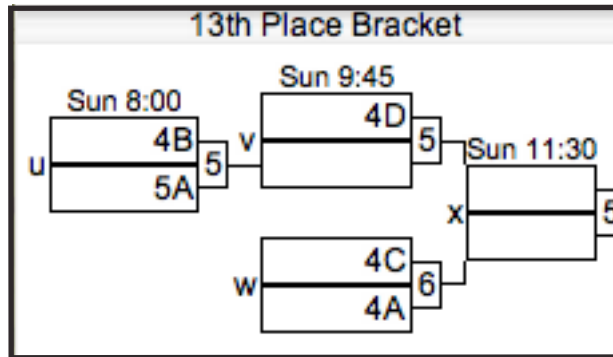 13th Place Bracket
Sun 9:45
Sun 8:00
4D
4B
v
5
Sun 11:30
u
5
5A
x
5
4C
w
6
4A